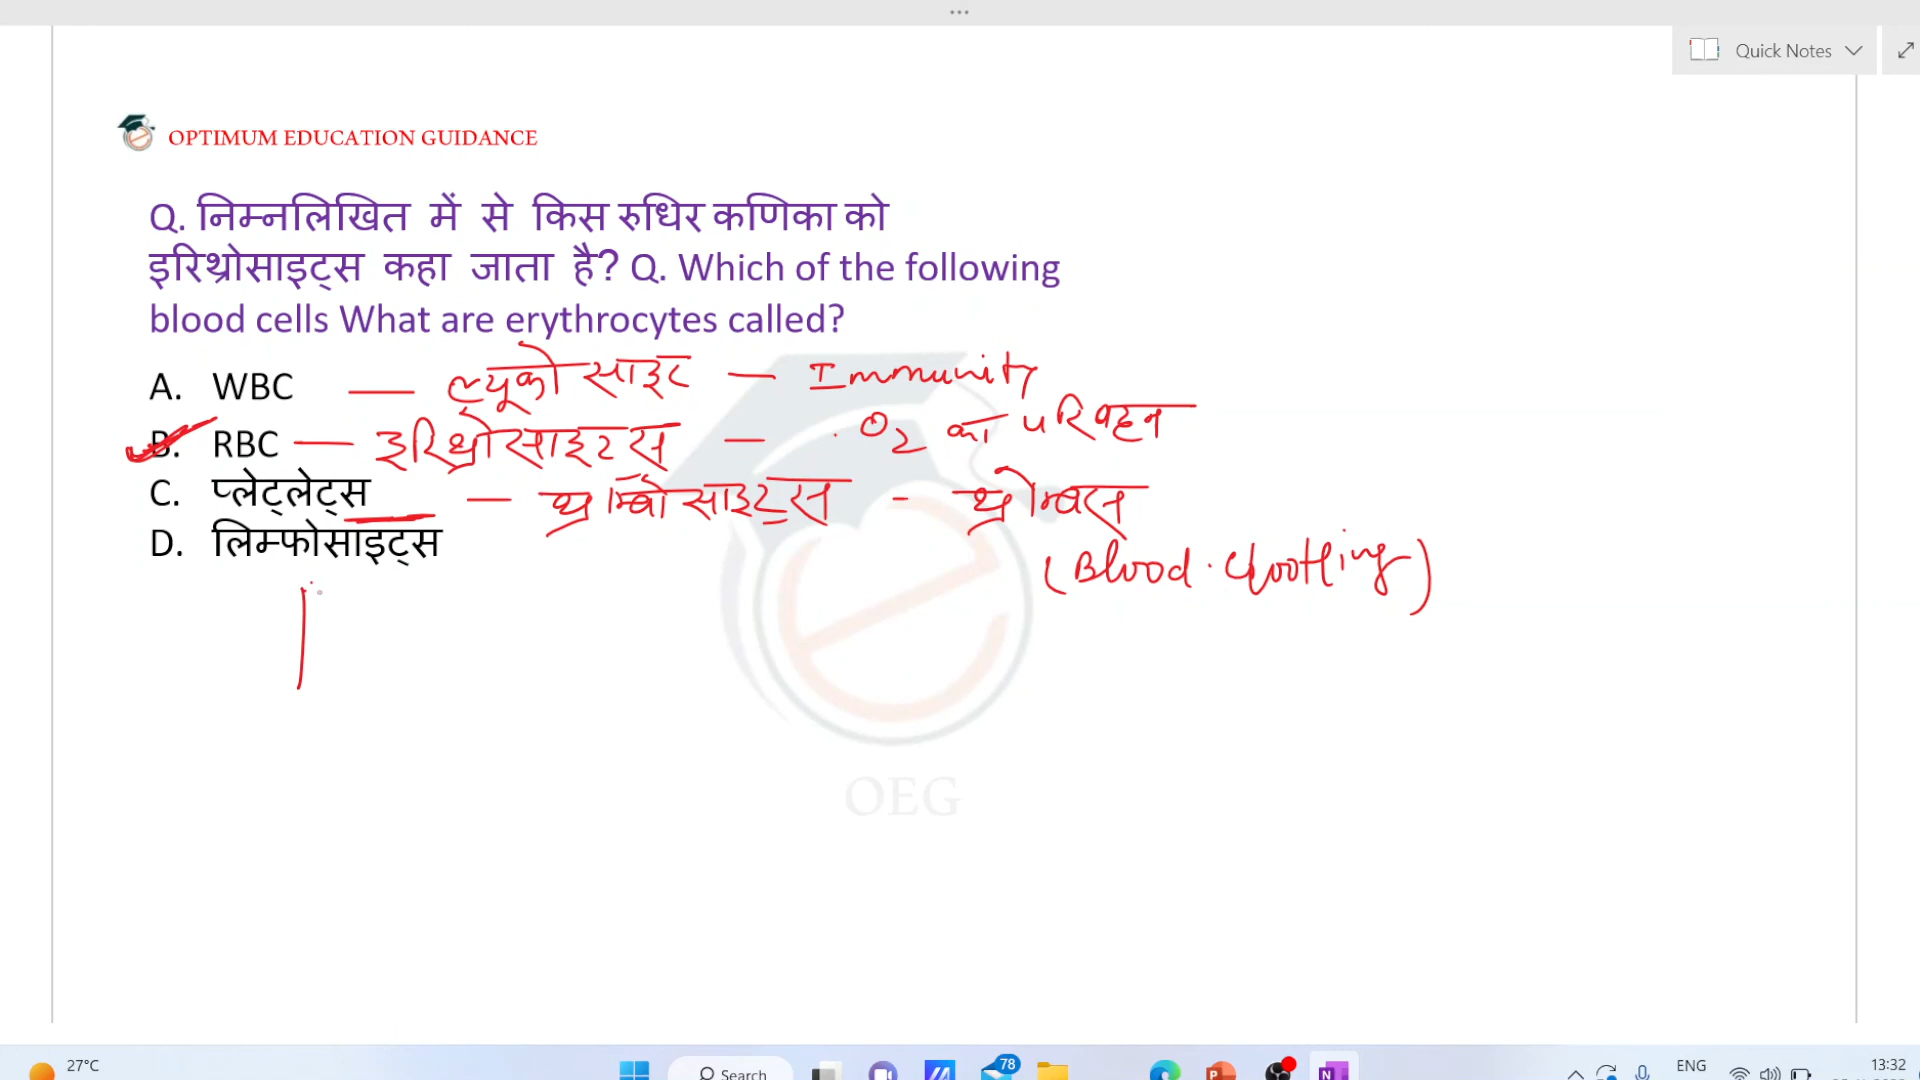 Quick Notes
OPTIMUM EDUCATION GUIDANCE
Q. निम्नलिखित में से किस रुधिर कणिका को
इरिथ्रोसाइट्स कहा जाता है? Q. Which of the following
blood cells What are erythrocytes called?
A. WBC — ल्यूको साइट — Immunity
B. RBC — इरिथ्रोसाइटस — O2 का परिवहन
C. प्लेट्लेट्स — थ्रोम्बोसाइट्स - थ्रोम्बस
D. लिम्फोसाइट्स
(Blood
OEG
27°C
Search
78
ENG
13:32